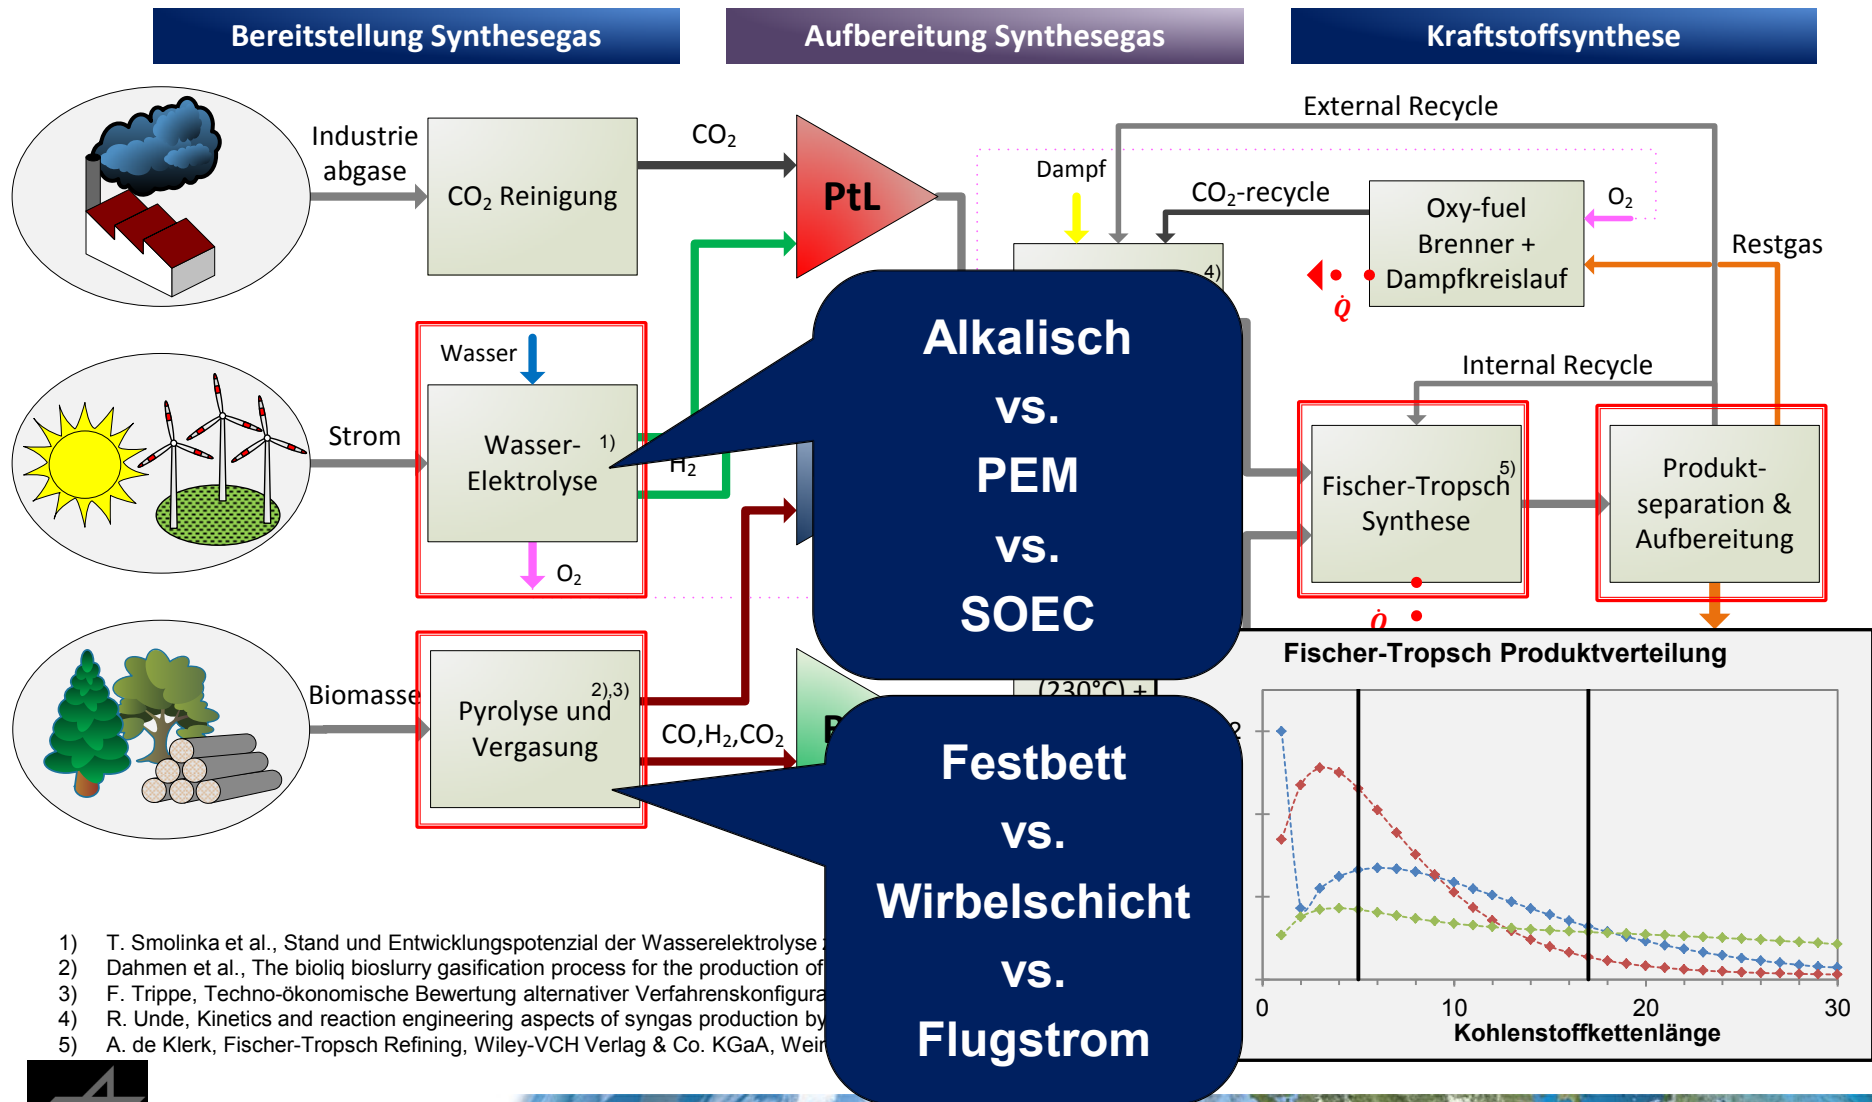 Bereitstellung Synthesegas
Aufbereitung Synthesegas
Kraftstoffsynthese
Industrie
abgase
CO₂ Reinigung
CO₂
PtL
Dampf
External Recycle
CO₂-recycle
Oxy-fuel
Brenner +
Dampfkreislauf
O₂
Restgas
4)
Q̇
Strom
Wasser
Wasser-
Elektrolyse
1)
H₂
O₂
Alkalisch
vs.
PEM
vs.
SOEC
Internal Recycle
Fischer-Tropsch
Synthese
5)
Produkt-
separation &
Aufbereitung
Q̇
Biomasse
Pyrolyse und
Vergasung
2),3)
CO,H₂,CO₂
(230°C) +
Festbett
vs.
Wirbelschicht
vs.
Flugstrom
Fischer-Tropsch Produktverteilung
2
0
10
20
30
Kohlenstoffkettenlänge
1) T. Smolinka et al., Stand und Entwicklungspotenzial der Wasserelektrolyse
2) Dahmen et al., The bioliq bioslurry gasification process for the production of
3) F. Trippe, Techno-ökonomische Bewertung alternativer
4) R. Unde, Kinetics and reaction engineering aspects of syngas production by
5) A. de Klerk, Fischer-Tropsch Refining, Wiley-VCH Verlag & Co. KGaA,